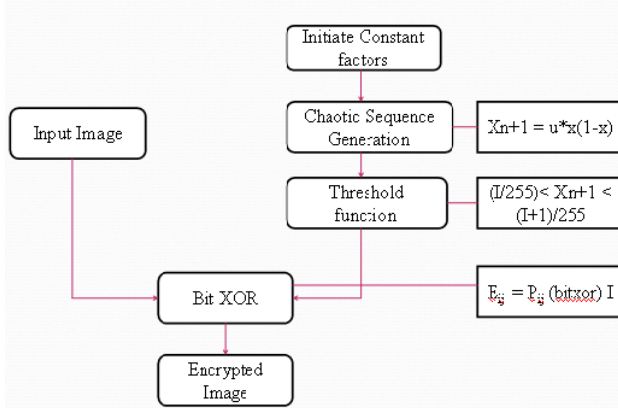 Initiate Constant
factors
Input Image
Chaotic Sequence
Generation
Xn+1 = u*x(1-x)
Threshold
function
(I/255)< Xn+1 <
(I+1)/255
Bit XOR
Eij = Pij (bitxor) I
Encrypted
Image